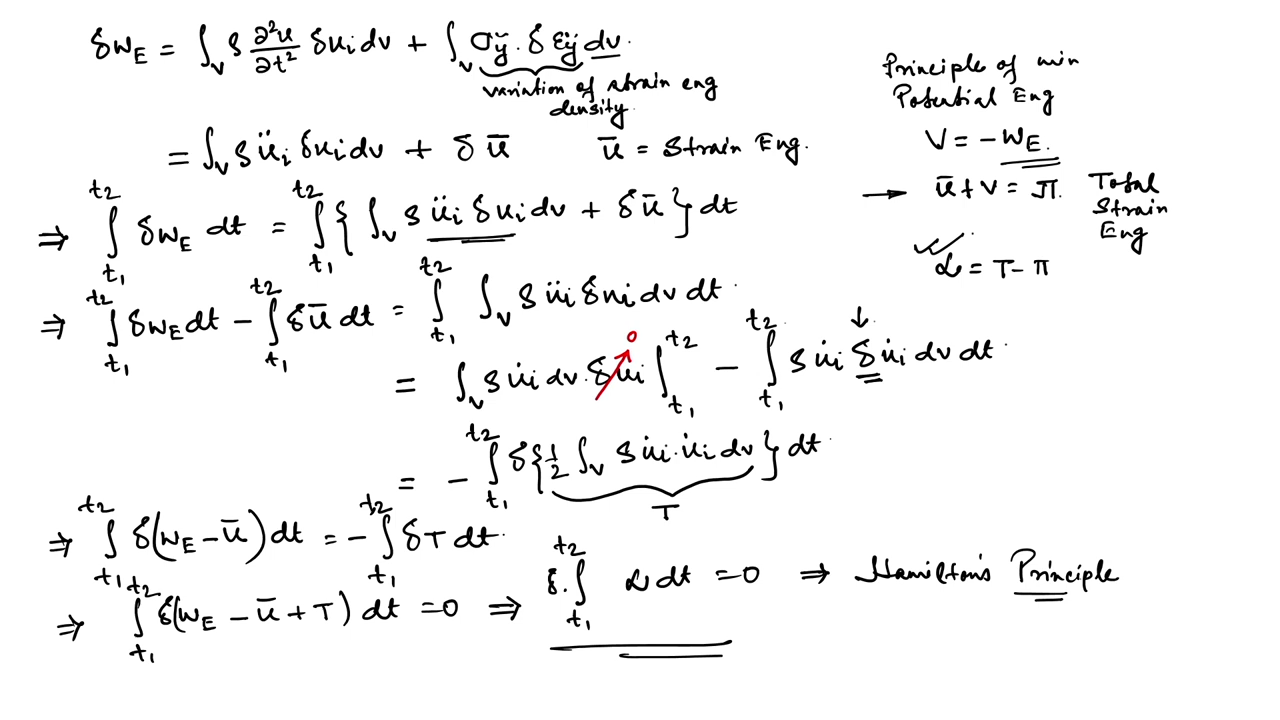 δw_E = ∫_V ρ ∂²u/∂t² δu_i dv + ∫_V σ_ij · δε_ij dv.
variation of strain eng
density.
= ∫_V ρ ü_i δu_i dv + δū   ū = Strain Eng.
⇒ ∫_{t1}^{t2} δw_E dt = ∫_{t1}^{t2} { ∫_V ρ ü_i δu_i dv + δū } dt
⇒ ∫_{t1}^{t2} δw_E dt − ∫_{t1}^{t2} δū dt = ∫_{t1}^{t2} ∫_V ρ ü_i δu_i dv dt.
= ∫_V ρ u̇_i dv. δu_i |_{t1}^{t2} − ∫_{t1}^{t2} ρ u̇_i δ u̇_i dv dt.
0
↓
= − ∫_{t1}^{t2} δ{ 1/2 ∫_V ρ u̇_i · u̇_i dv } dt.
T
⇒ ∫_{t1}^{t2} δ(w_E − ū) dt = − ∫_{t1}^{t2} δT dt.
⇒ ∫_{t1}^{t2} δ(w_E − ū + T) dt = 0 ⇒ δ. ∫_{t1}^{t2} L dt = 0 ⇒ Hamilton's Principle
Principle of min
Potential Eng
V = − w_E.
→ ū + V = π. Total
Strain
Eng
L = T − π